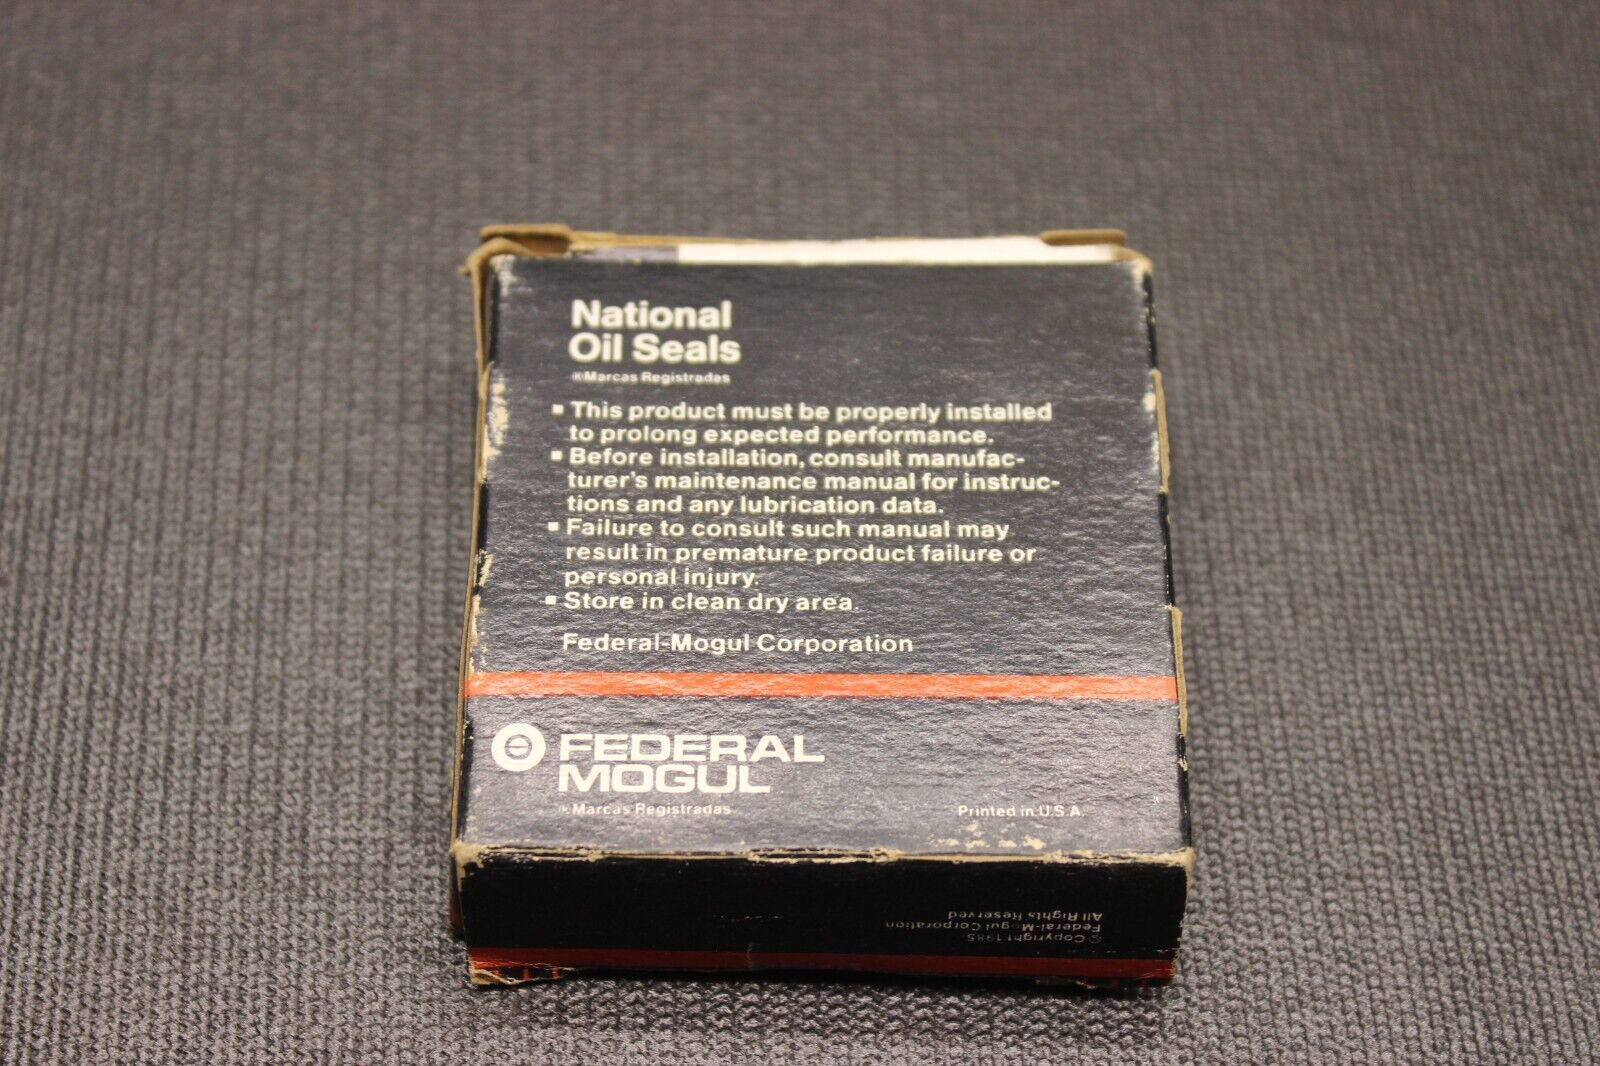 National
Oil Seals
®Marcas Registradas
▪ This product must be properly installed
to prolong expected performance.
▪ Before installation, consult manufac-
turer's maintenance manual for instruc-
tions and any lubrication data.
▪ Failure to consult such manual may
result in premature product failure or
personal injury.
▪ Store in clean dry area.
Federal-Mogul Corporation
FEDERAL
MOGUL
®Marcas Registradas
Printed in U.S.A.
© Copyright 1985
Federal-Mogul Corporation
All Rights Reserved